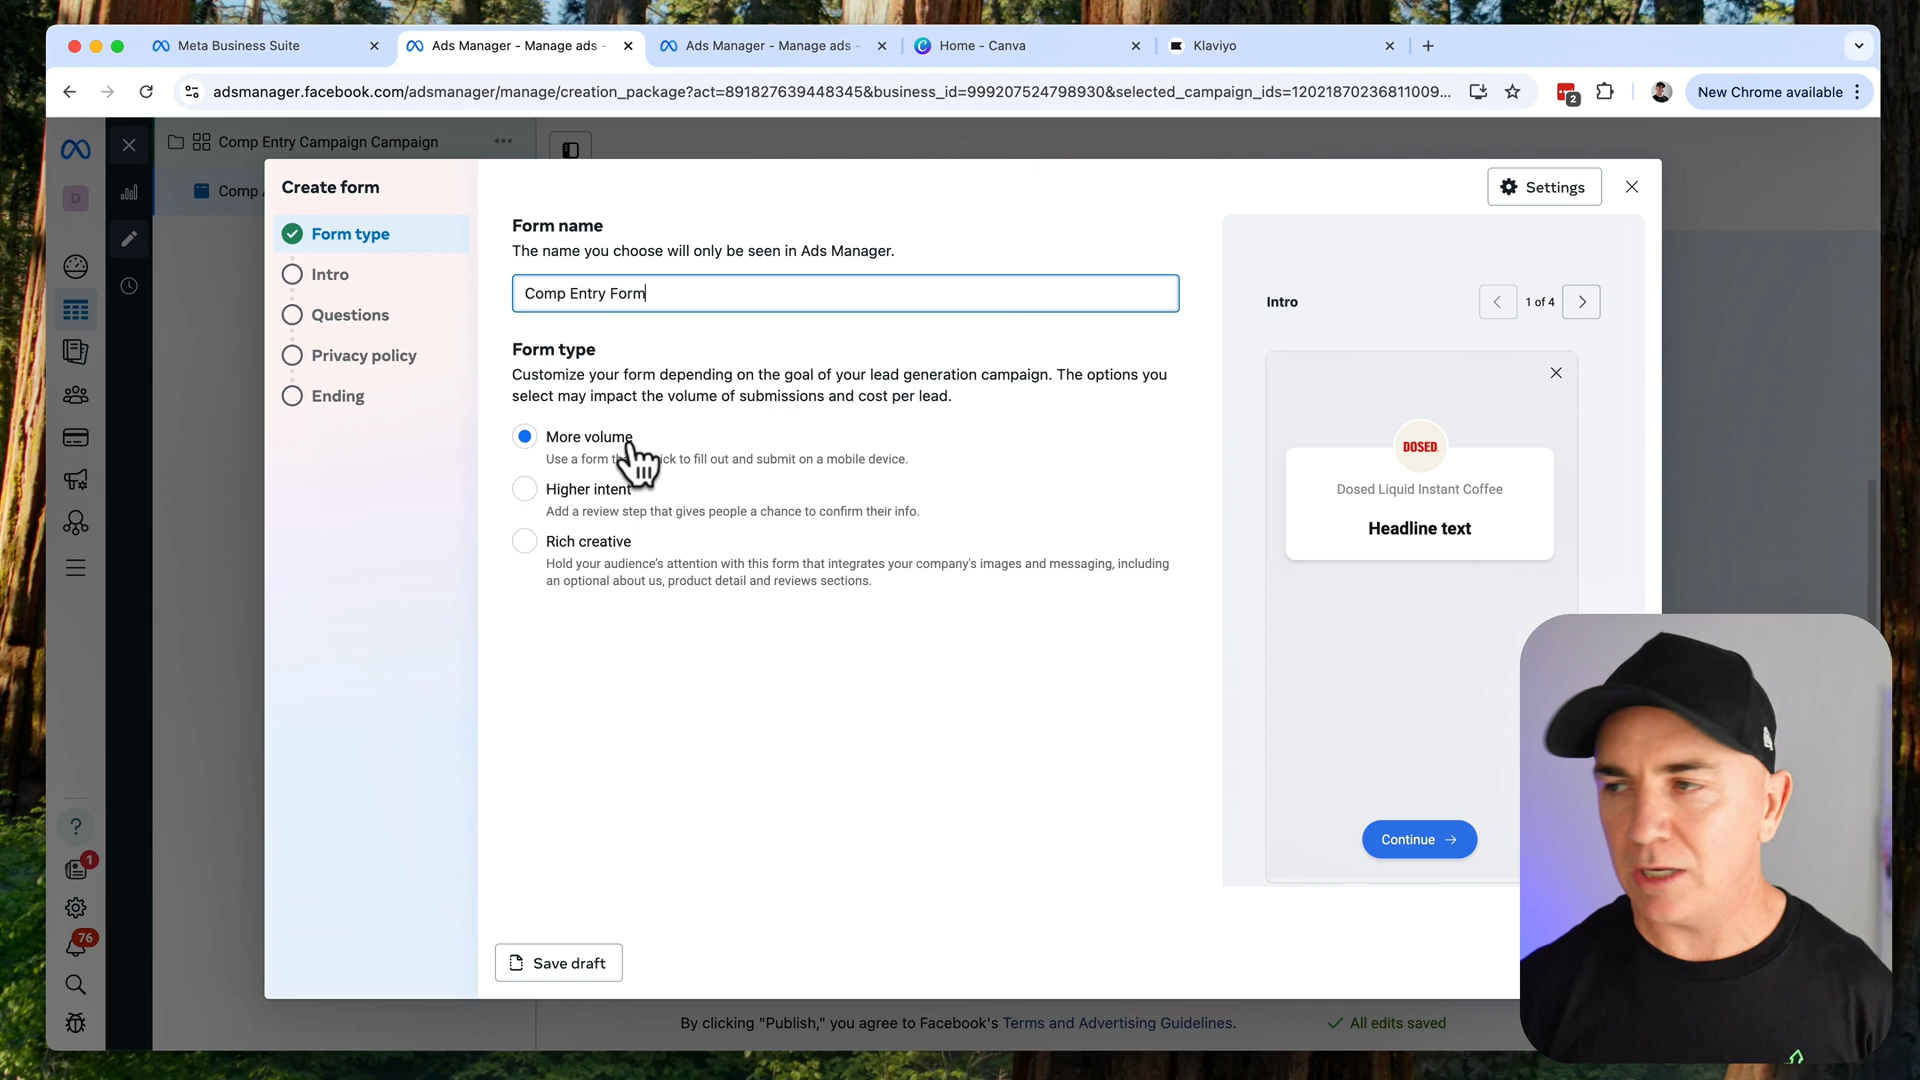 Meta Business Suite
Ads Manager - Manage ads -
Ads Manager - Manage ads -
Home - Canva
Klaviyo
adsmanager.facebook.com/adsmanager/manage/creation_package?act=891827639448345&business_id=999207524798930&selected_campaign_ids=12021870236811009...
2
New Chrome available
D
Comp Entry Campaign Campaign
Comp
Create form
Form type
Intro
Questions
Privacy policy
Ending
Settings
Form name
The name you choose will only be seen in Ads Manager.
Comp Entry Form
Form type
Customize your form depending on the goal of your lead generation campaign. The options you
select may impact the volume of submissions and cost per lead.
More volume
Use a form to fill out and submit on a mobile device.
Higher intent
Add a review step that gives people a chance to confirm their info.
Rich creative
Hold your audience's attention with this form that integrates your company's images and messaging, including
an optional about us, product detail and reviews sections.
Intro
1 of 4
DOSED
Dosed Liquid Instant Coffee
Headline text
Continue
Save draft
1
76
By clicking "Publish," you agree to Facebook's Terms and Advertising Guidelines.
All edits saved